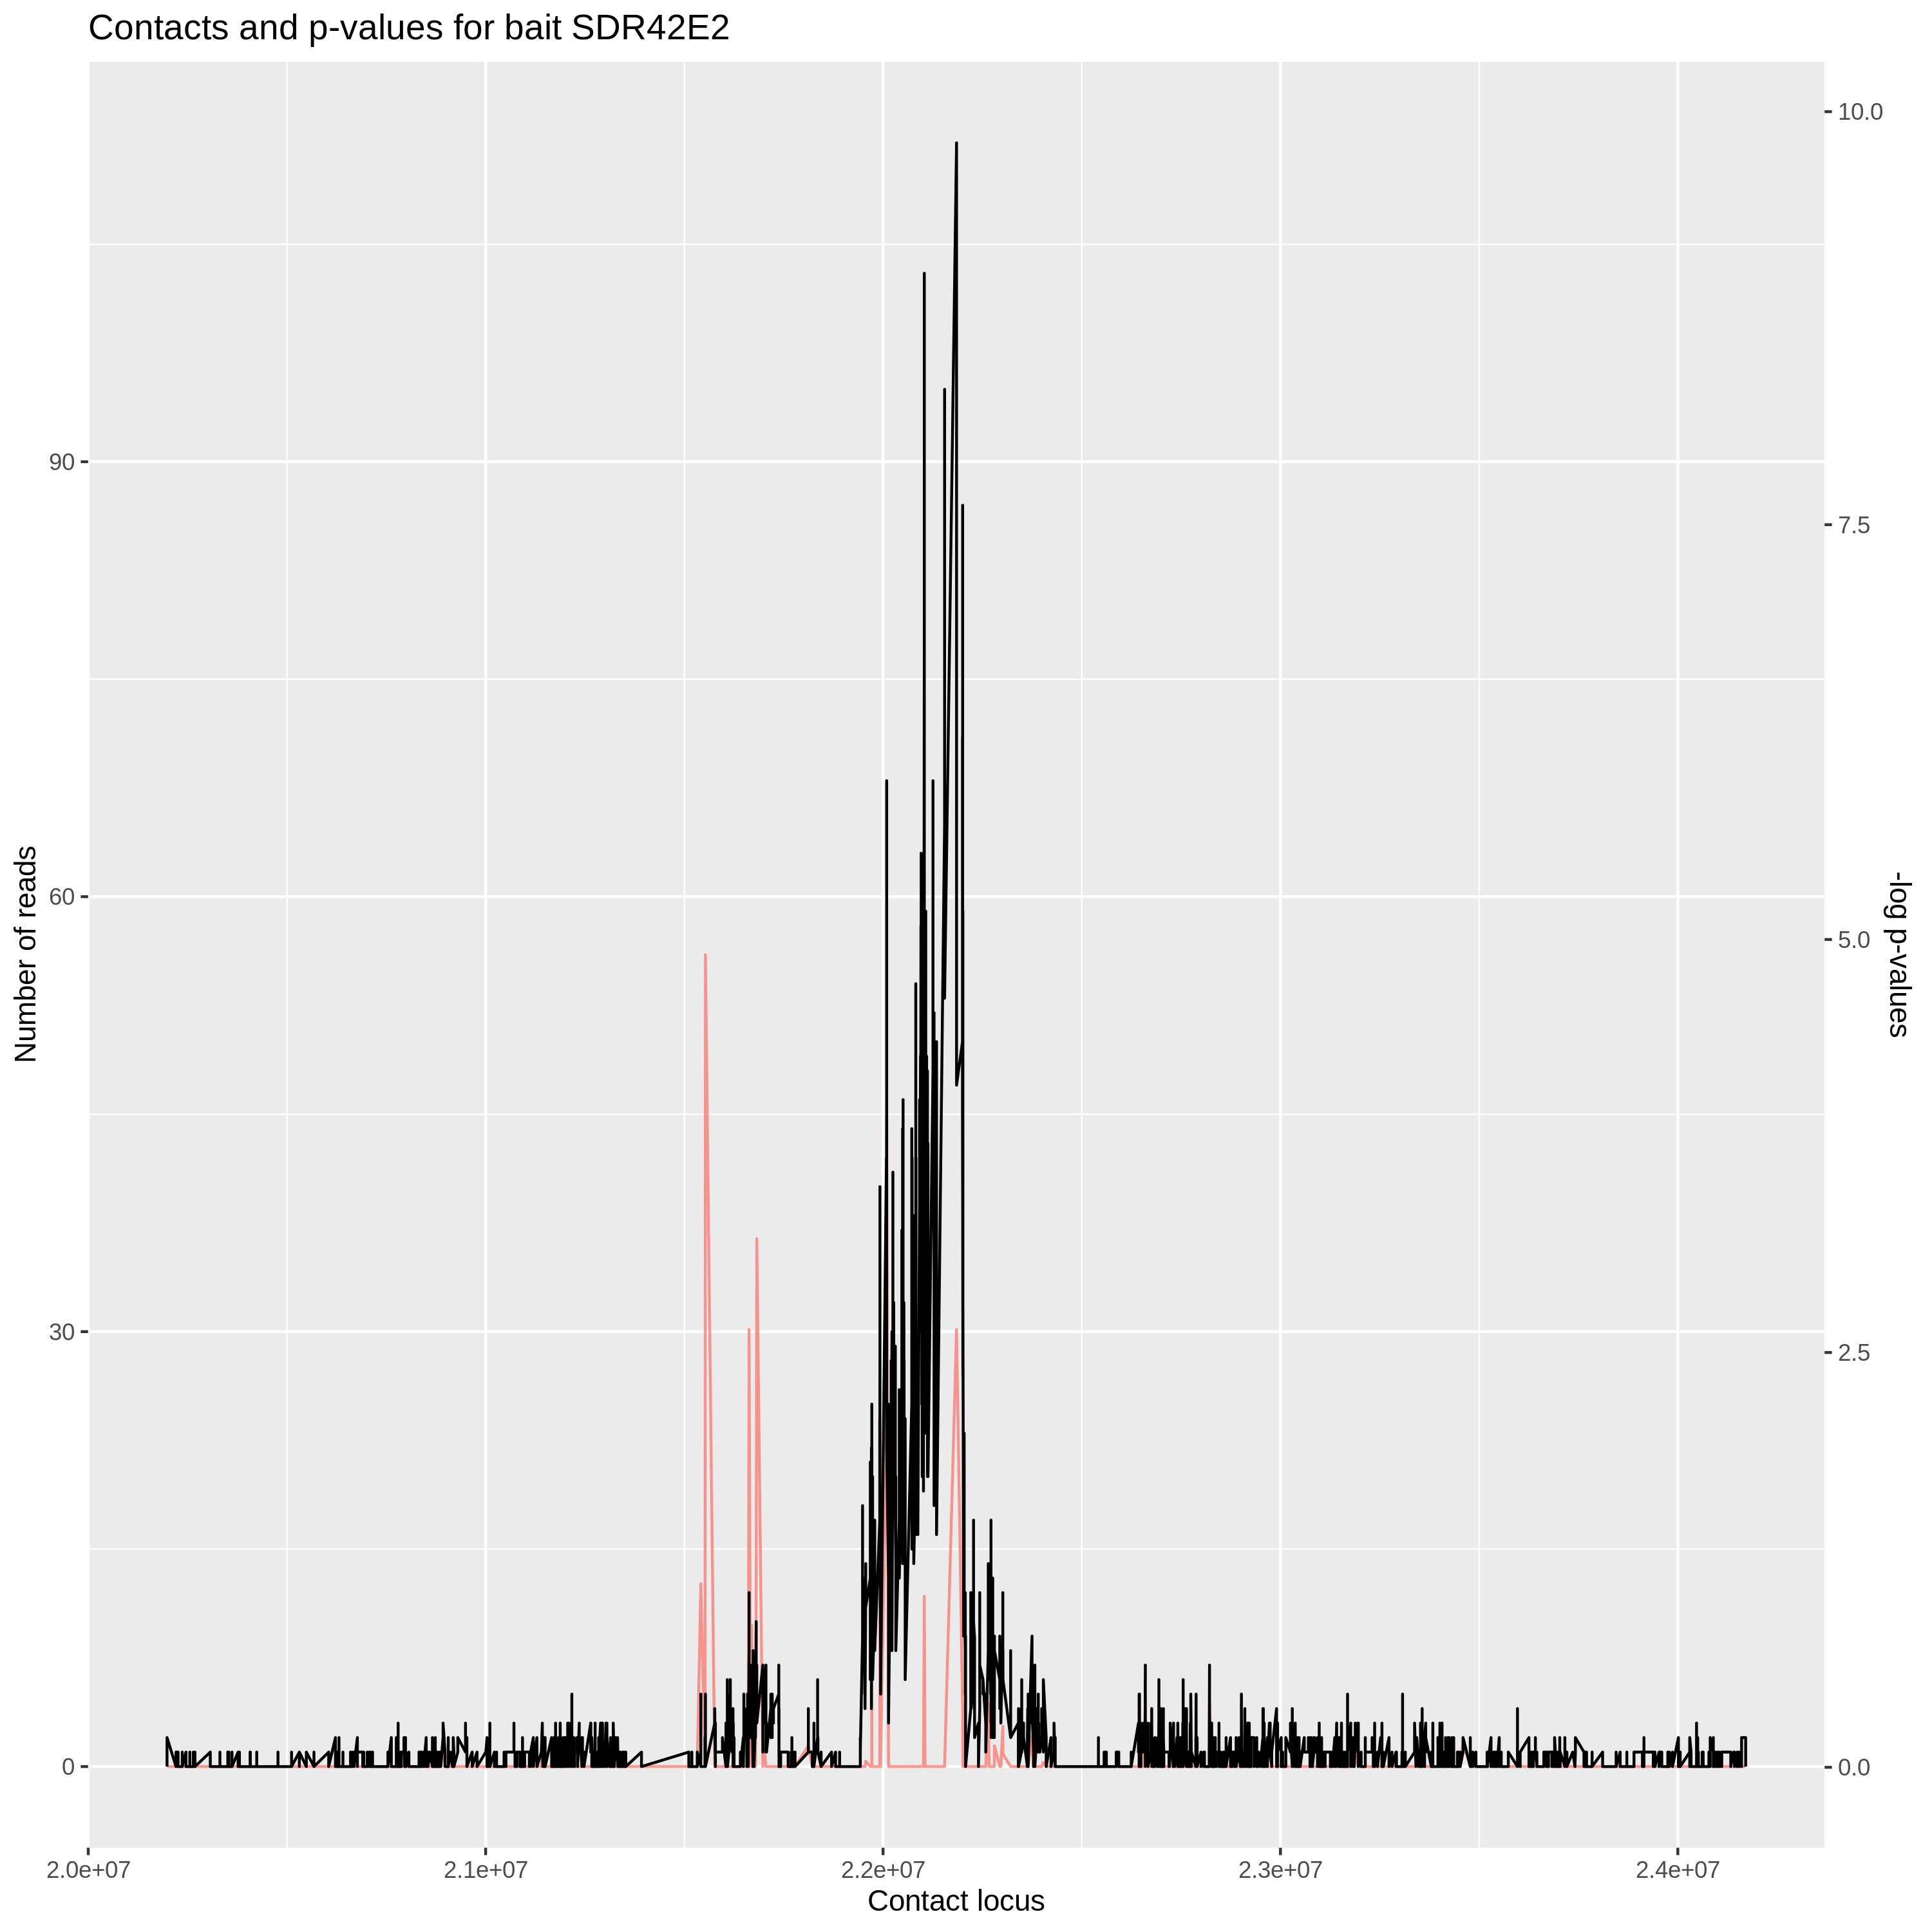 Contacts and p-values for bait SDR42E2
10.0
90
7.5
60
5.0
Number of reads
-log p-values
30
2.5
0
0.0
2.0e+07
2.1e+07
2.2e+07
2.3e+07
2.4e+07
Contact locus